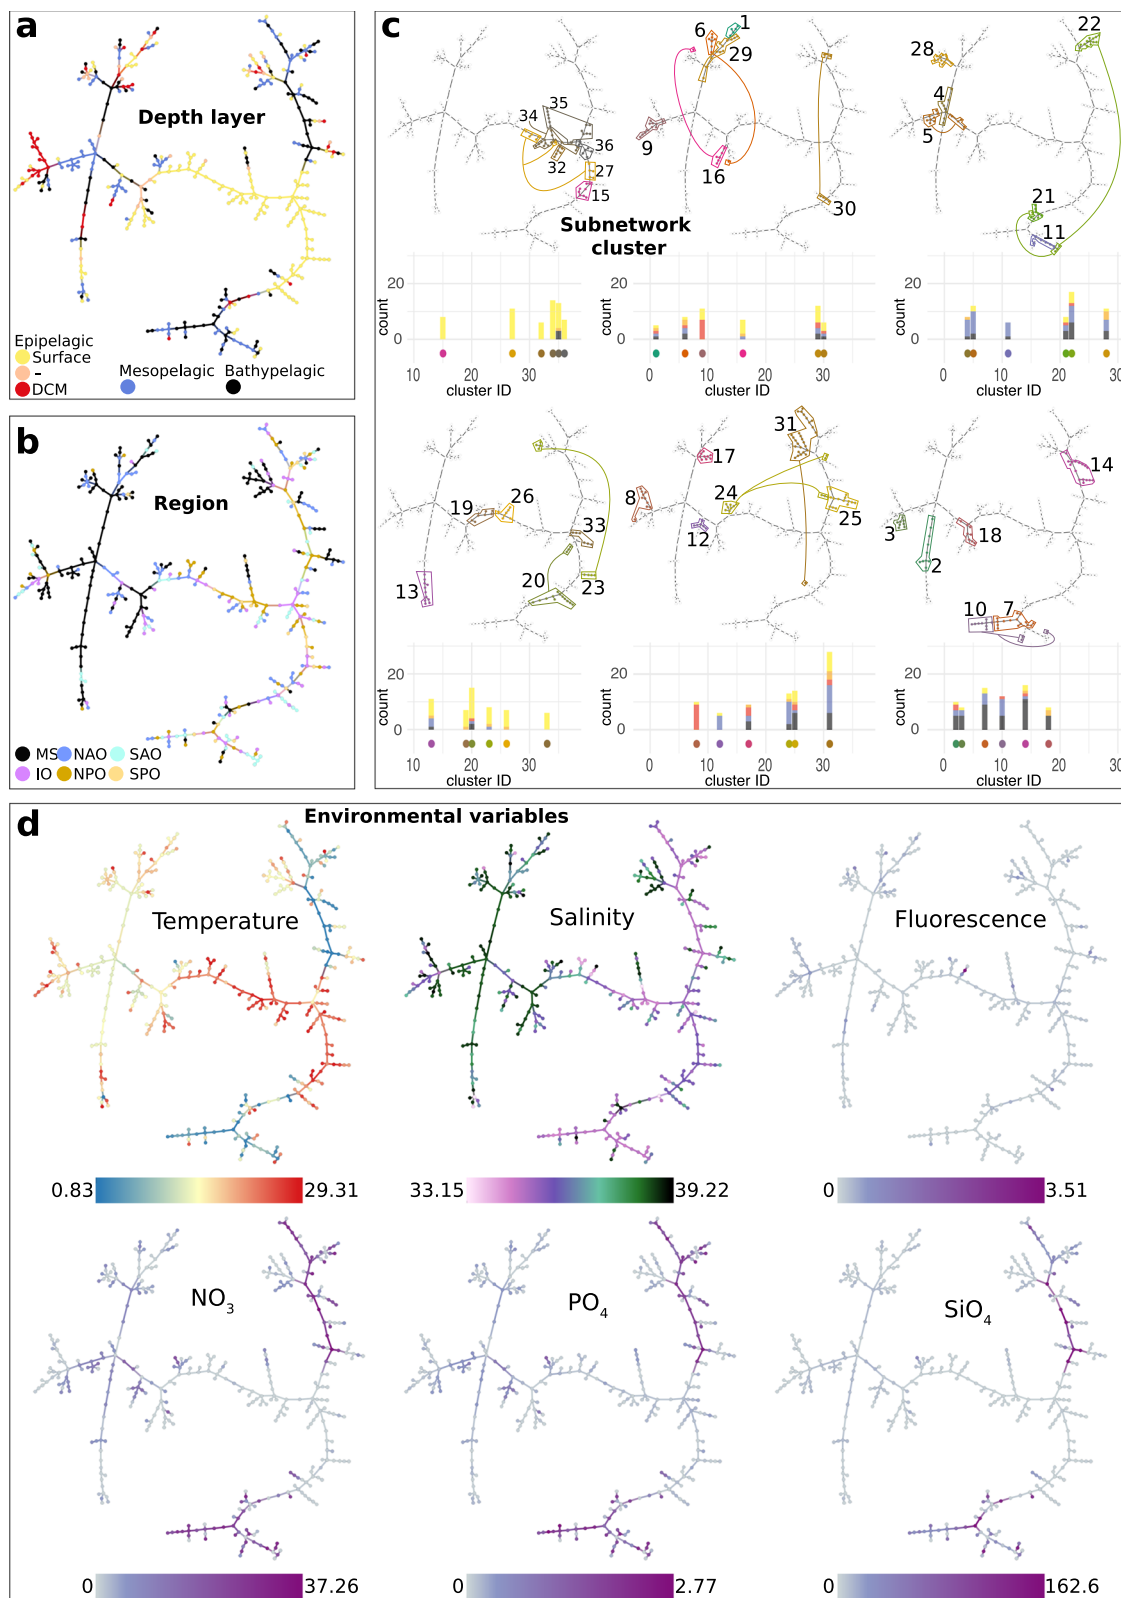 a
Depth layer
Epipelagic
Surface
-
DCM
Mesopelagic
Bathypelagic
b
Region
MS NAO SAO
IO NPO SPO
c
Subnetwork
cluster
34
35
36
32
27
15
6
1
29
9
16
30
22
28
4
5
21
11
count
20
0
10 20 30
cluster ID
count
20
0
0 10 20 30
cluster ID
count
20
0
0 10 20 30
cluster ID
19
26
33
13
20
23
31
17
8
24
25
12
14
3
18
2
10
7
count
20
0
10 20 30
cluster ID
count
20
0
0 10 20 30
cluster ID
count
20
0
0 10 20 30
cluster ID
d
Environmental variables
Temperature
0.83 29.31
Salinity
33.15 39.22
Fluorescence
0 3.51
NO3
0 37.26
PO4
0 2.77
SiO4
0 162.6